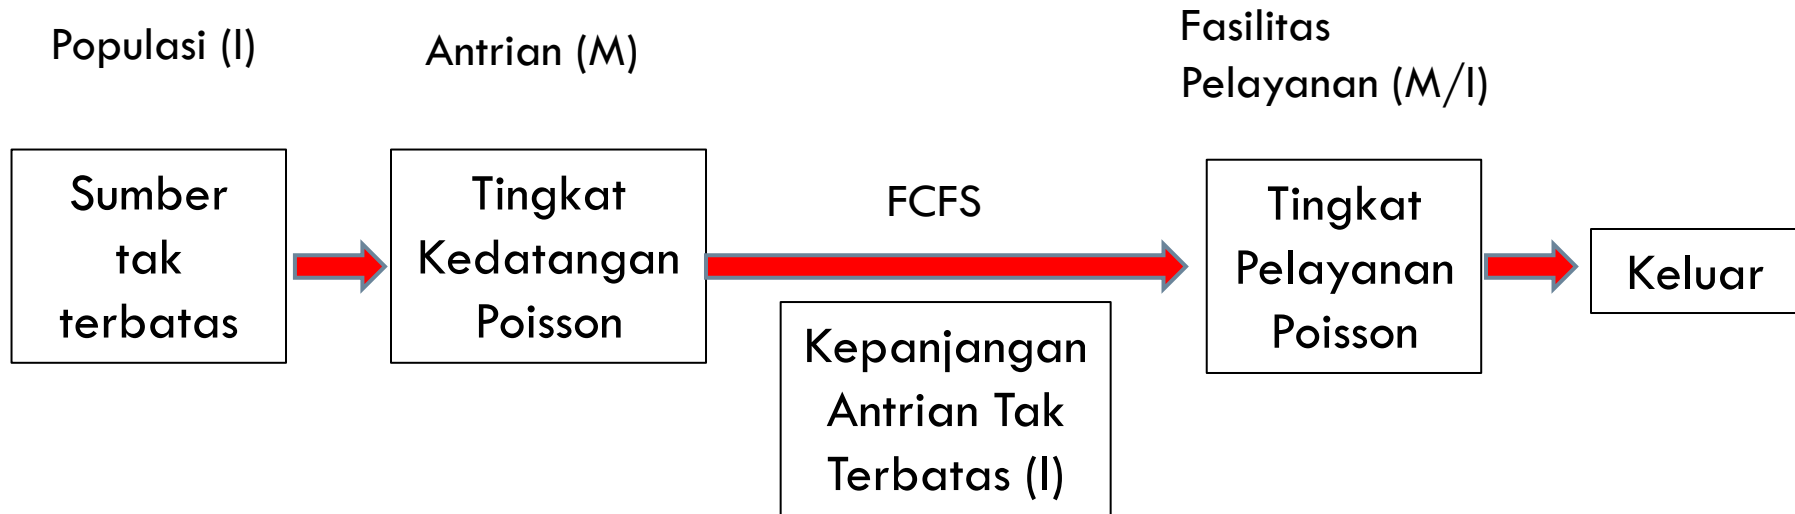 Populasi (I)
Antrian (M)
Fasilitas
Pelayanan (M/I)
Sumber
tak
terbatas
Tingkat
Kedatangan
Poisson
FCFS
Kepanjangan
Antrian Tak
Terbatas (I)
Tingkat
Pelayanan
Poisson
Keluar